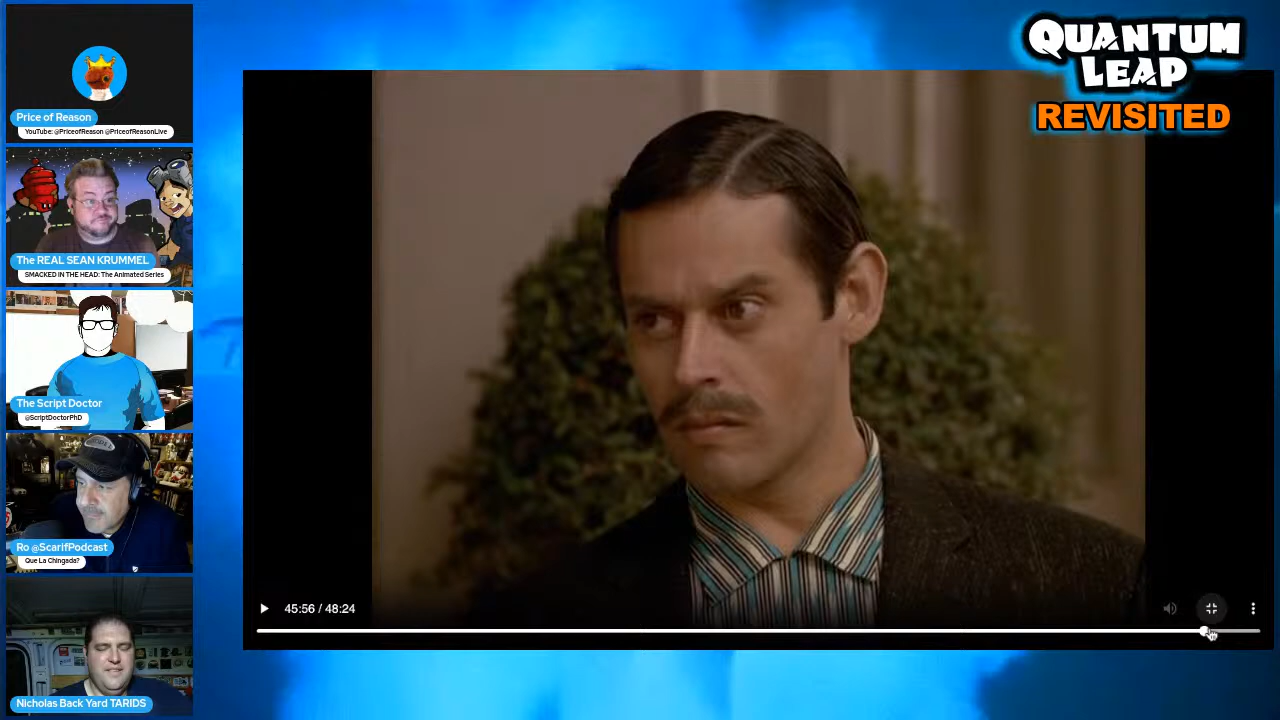 QUANTUM
LEAP
REVISITED
Price of Reason
YouTube: @PriceofReason @PriceofReasonLive
The REAL SEAN KRUMMEL
SMACKED IN THE HEAD: The Animated Series
The Script Doctor
@ScriptDoctorPhD
Ro @ScarifPodcast
Que La Chingada?
Nicholas Back Yard TARIDS
45:56 / 48:24